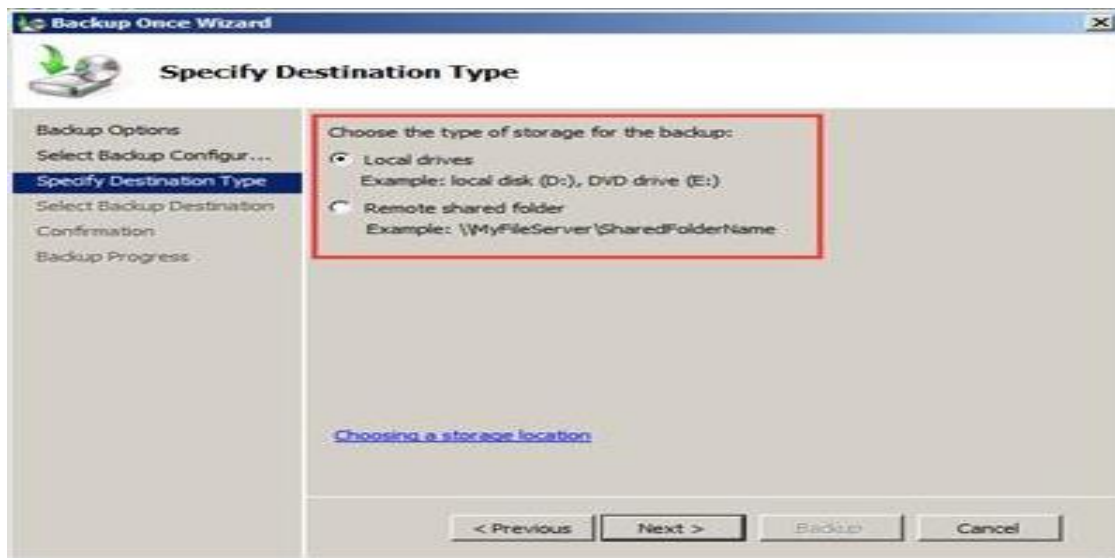 Backup Once Wizard
Specify Destination Type
Backup Options
Select Backup Configur...
Specify Destination Type
Select Backup Destination
Confirmation
Backup Progress
Choose the type of storage for the backup:
Local drives
Example: local disk (D:), DVD drive (E:)
Remote shared folder
Example: \\MyFileServer\SharedFolderName
Choosing a storage location
< Previous
Next >
Backup
Cancel